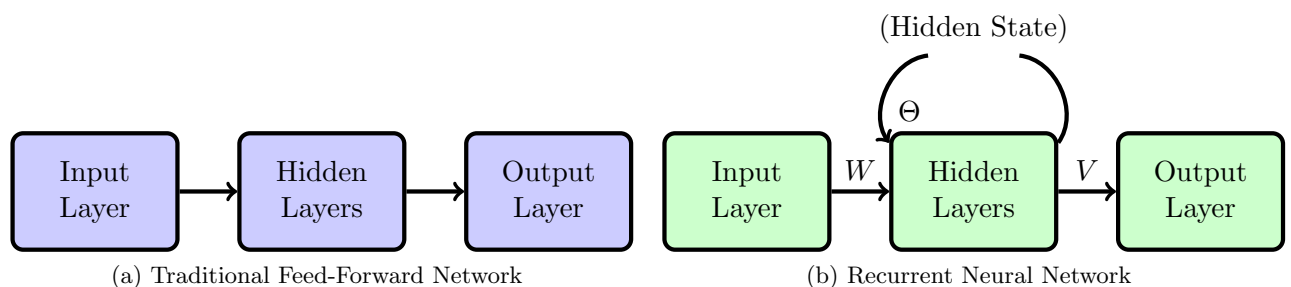 Input
Layer
Hidden
Layers
Output
Layer
(a) Traditional Feed-Forward Network
(Hidden State)
Θ
Input
Layer
W
Hidden
Layers
V
Output
Layer
(b) Recurrent Neural Network